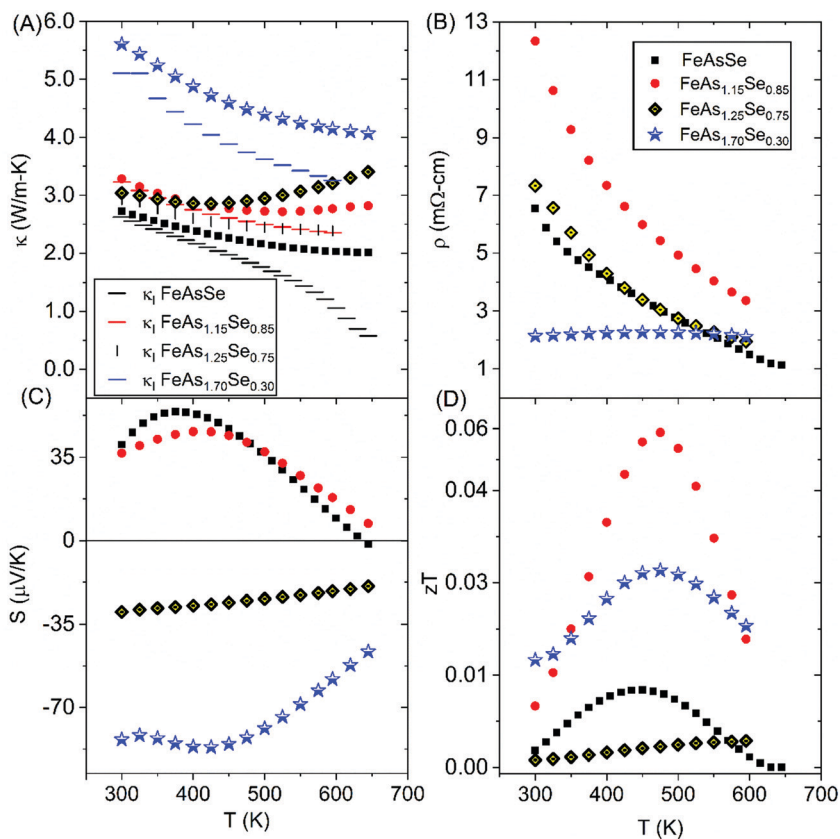 (A)
6.0
5.0
4.0
3.0
2.0
1.0
0.0
κ (W/m-K)
κl FeAsSe
κl FeAs1.15Se0.85
κl FeAs1.25Se0.75
κl FeAs1.70Se0.30
(B)
13
11
9
7
5
3
1
ρ (mΩ-cm)
FeAsSe
FeAs1.15Se0.85
FeAs1.25Se0.75
FeAs1.70Se0.30
(C)
35
0
-35
-70
S (μV/K)
300 400 500 600 700
T (K)
(D)
0.06
0.04
0.03
0.01
0.00
zT
300 400 500 600 700
T (K)